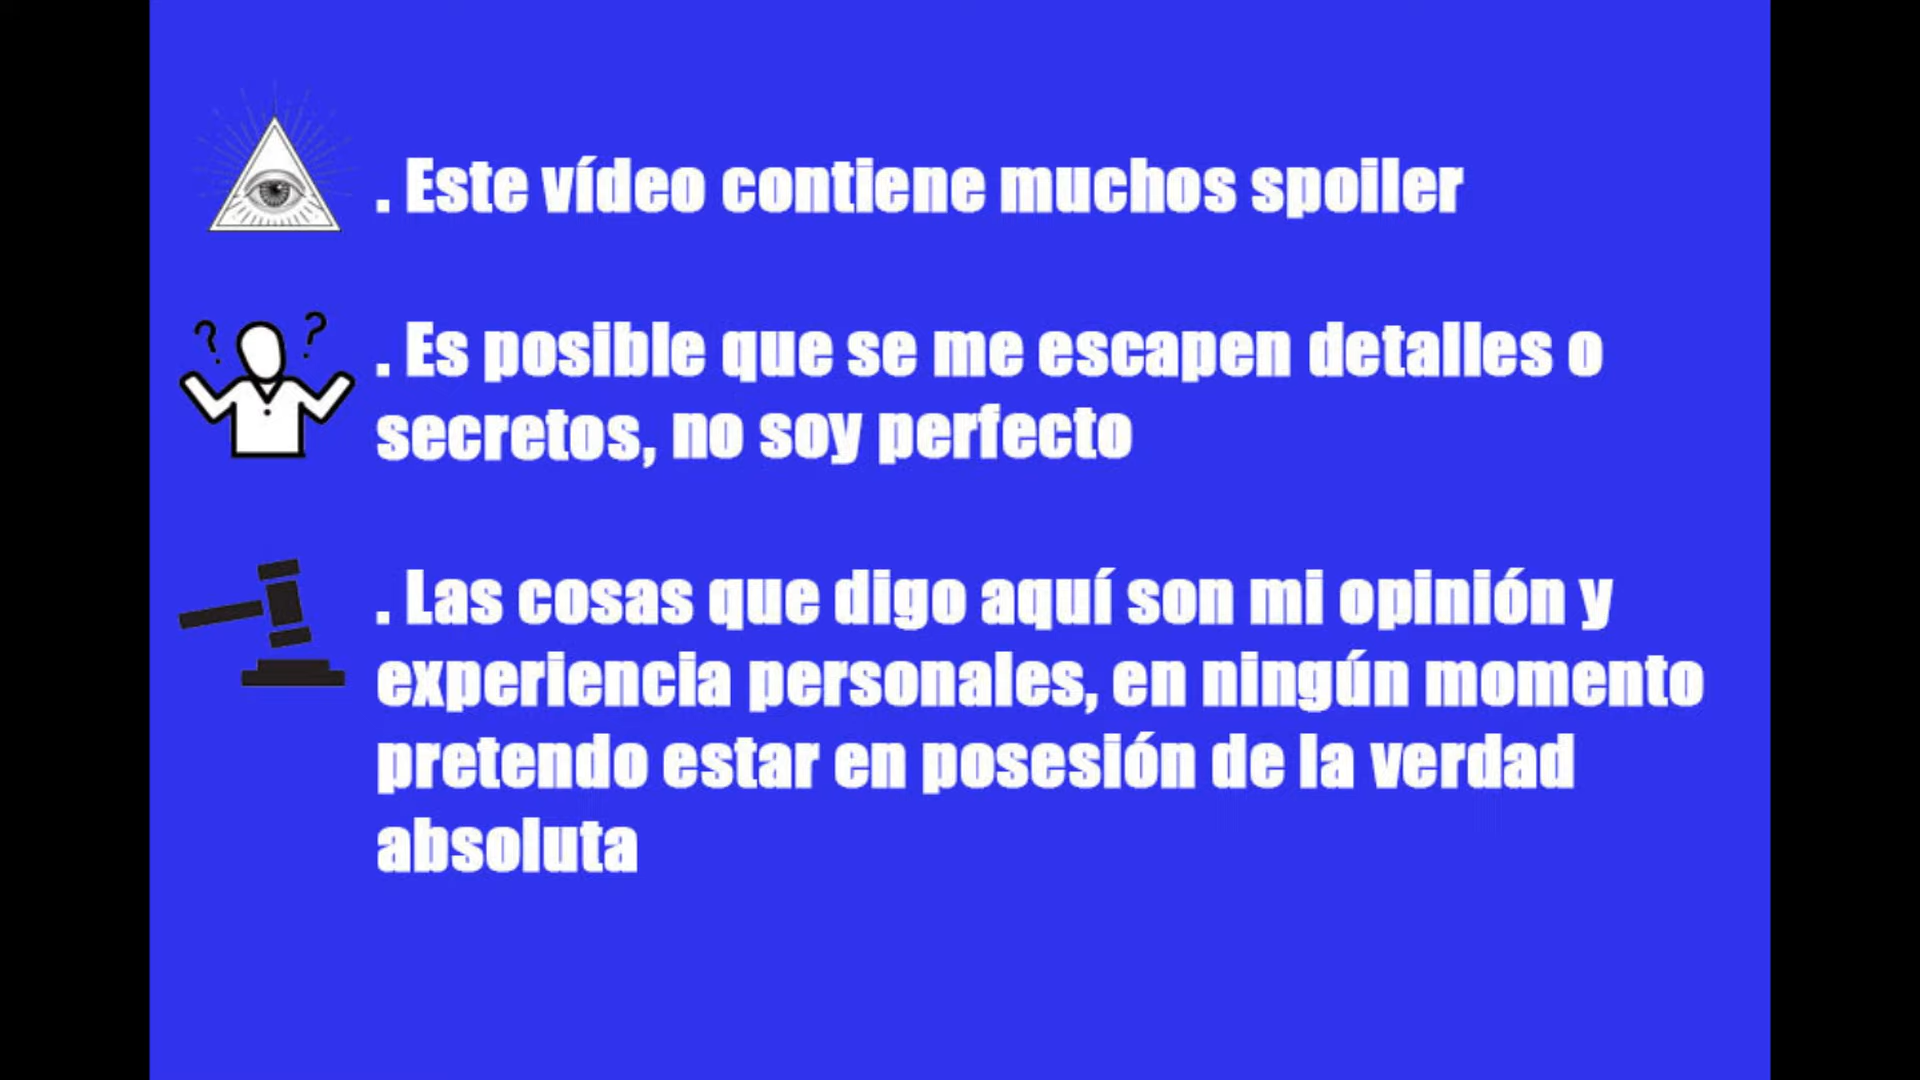 . Este vídeo contiene muchos spoiler
. Es posible que se me escapen detalles o
secretos, no soy perfecto
. Las cosas que digo aquí son mi opinión y
experiencia personales, en ningún momento
pretendo estar en posesión de la verdad
absoluta